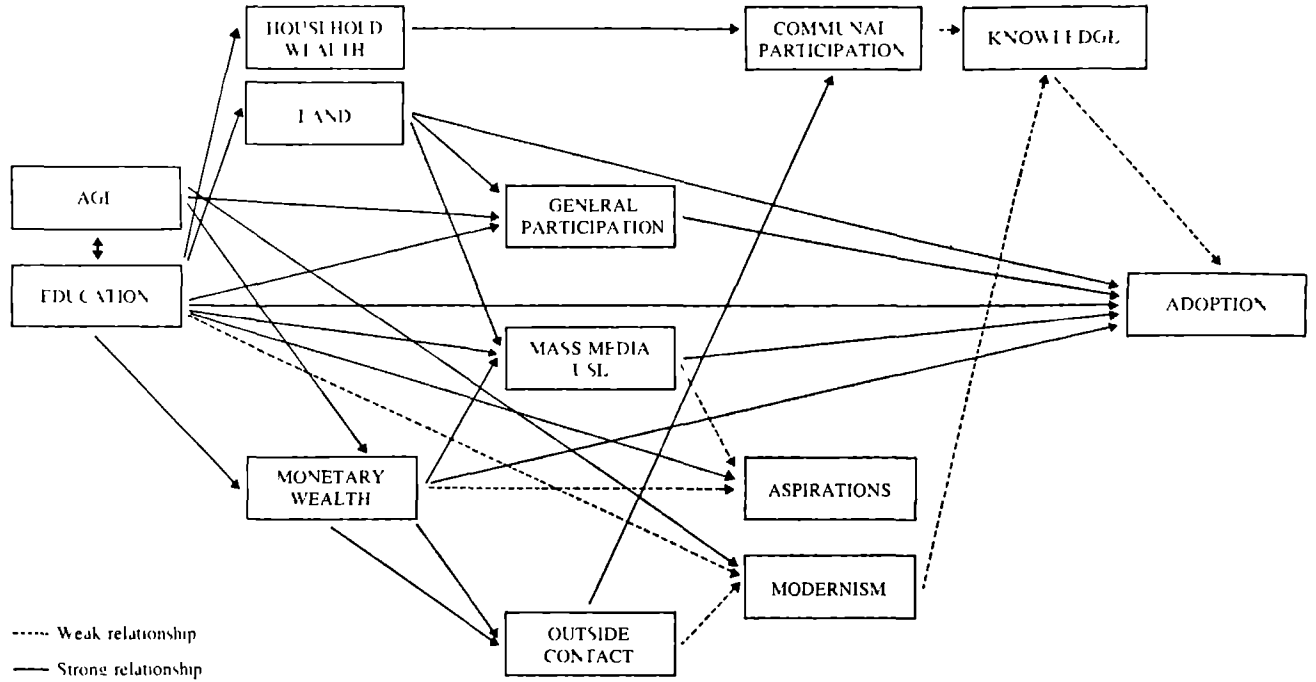 HOUSEHOLD
WEALTH
COMMUNAL
PARTICIPATION
KNOWLEDGE
LAND
AGE
GENERAL
PARTICIPATION
EDUCATION
ADOPTION
MASS MEDIA
USE
MONETARY
WEALTH
ASPIRATIONS
MODERNISM
OUTSIDE
CONTACT
Weak relationship
Strong relationship